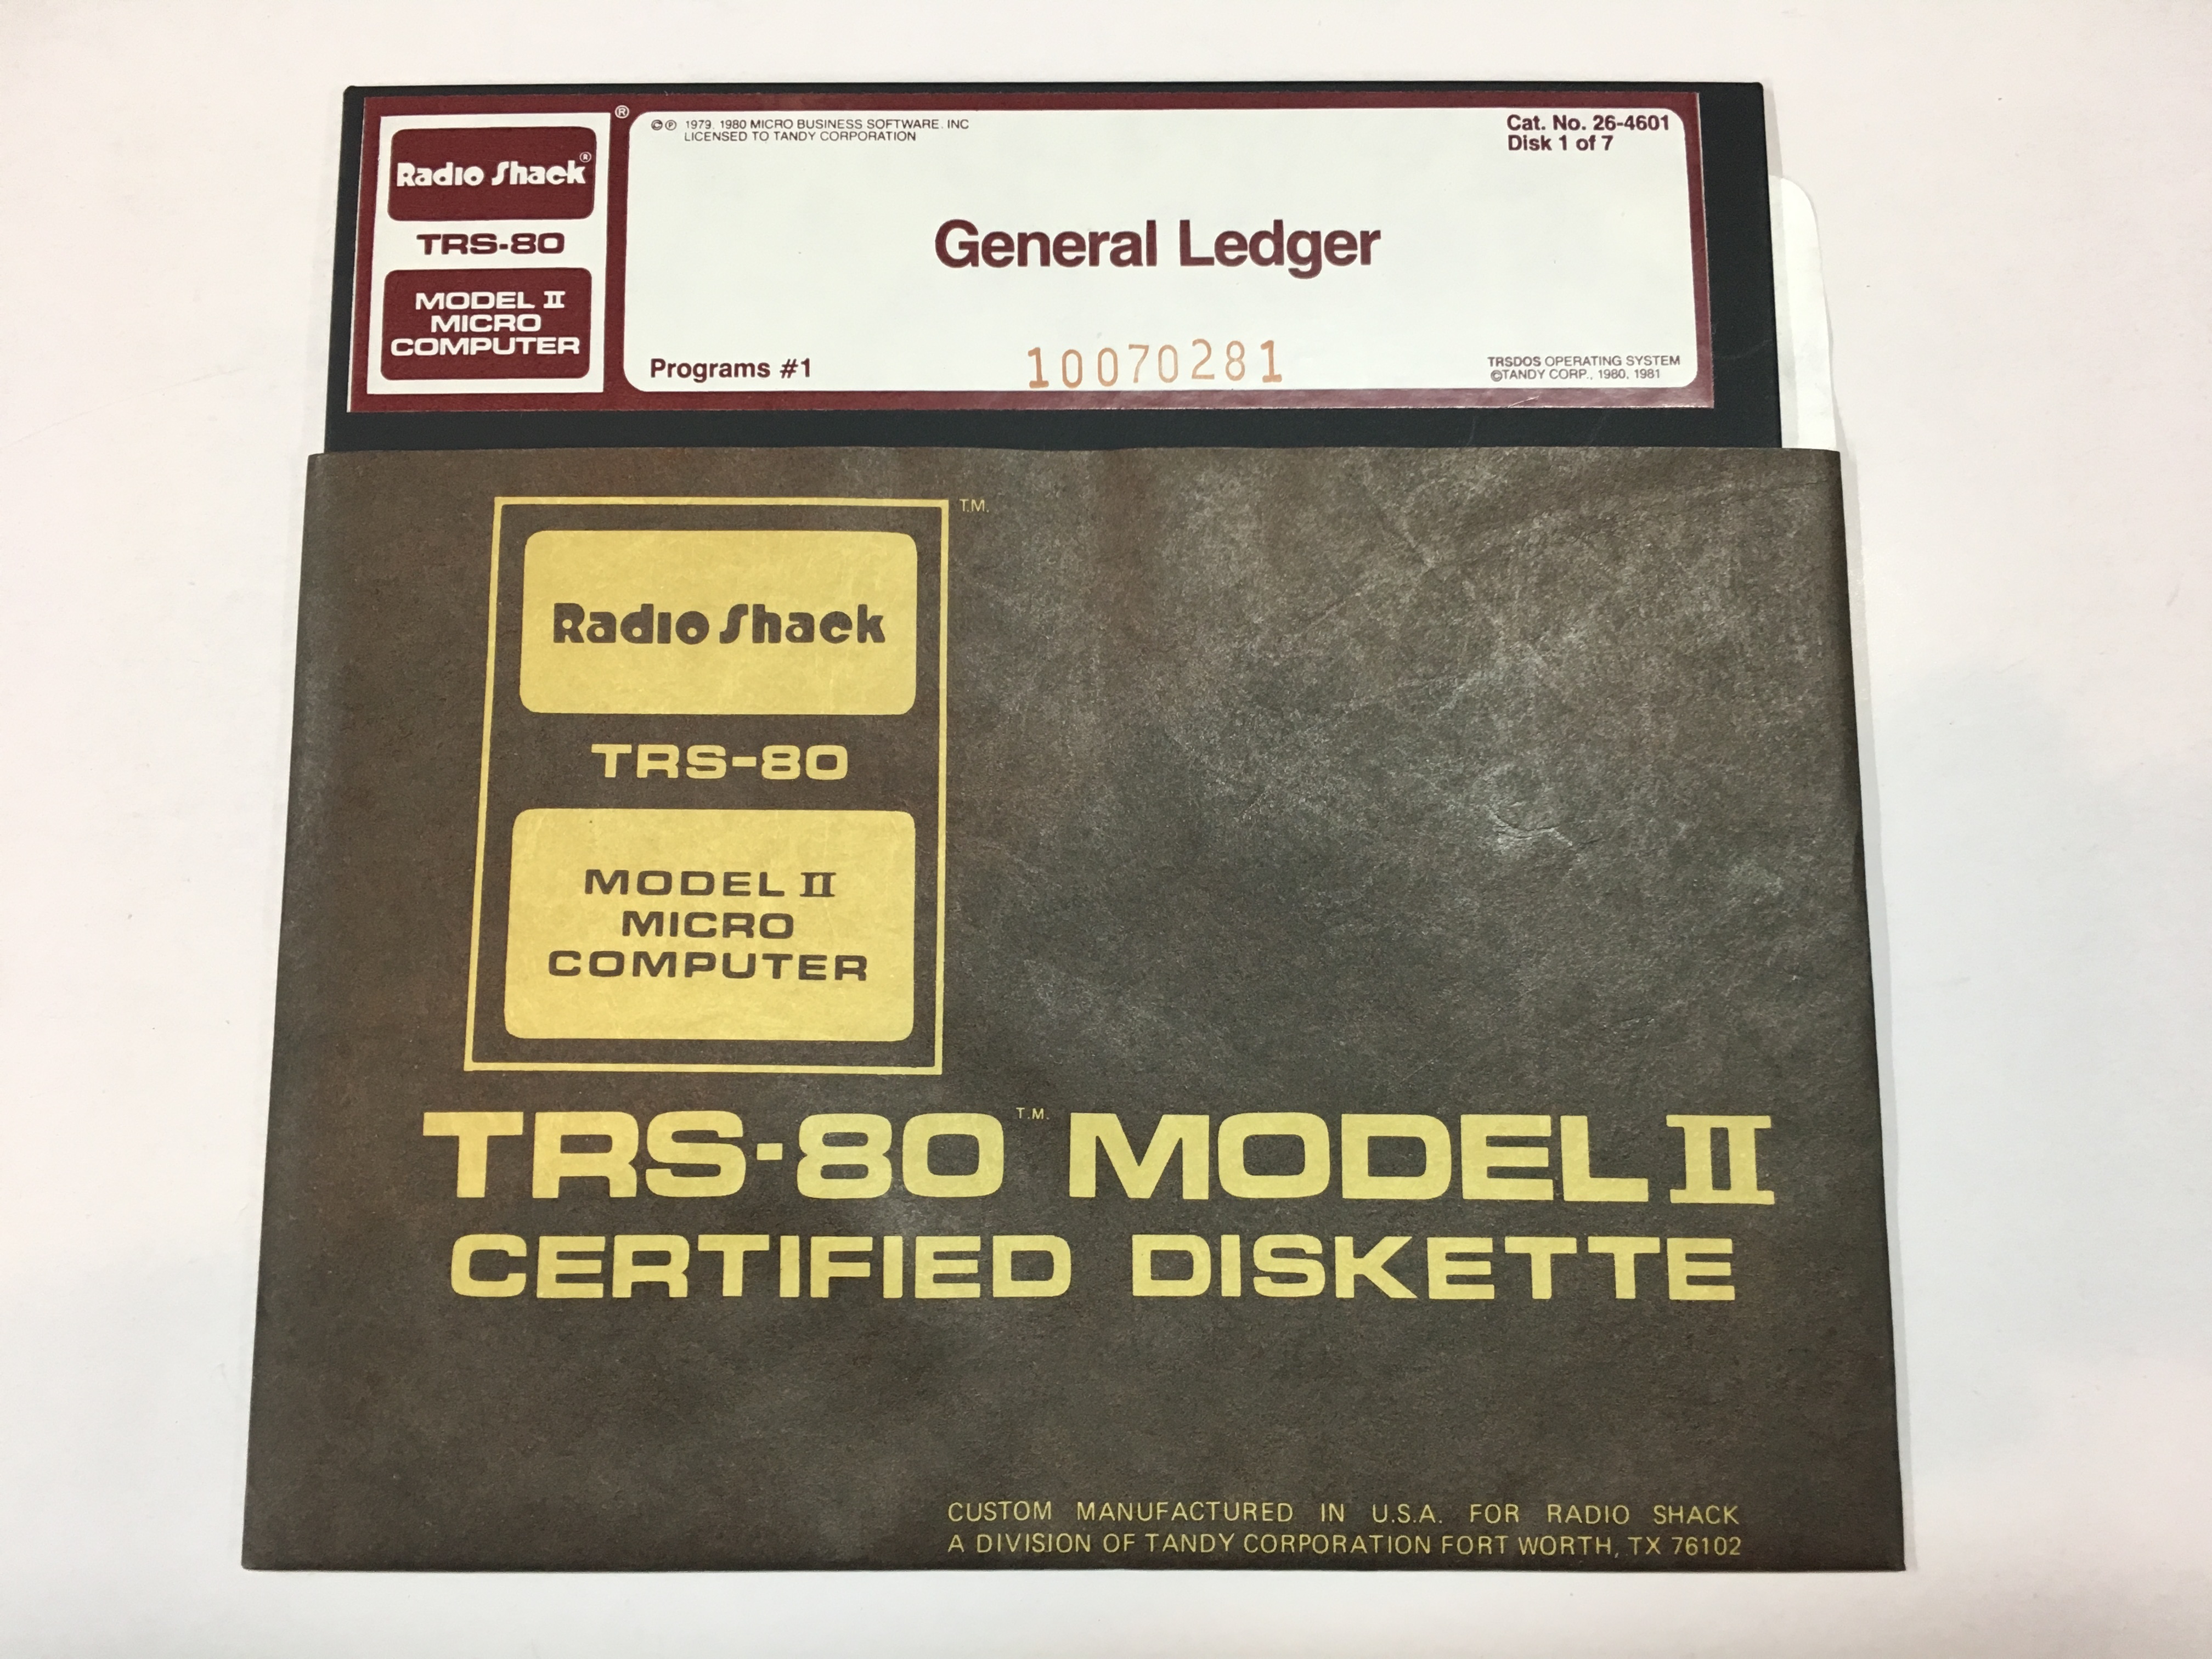 ®
©℗ 1979, 1980 MICRO BUSINESS SOFTWARE, INC
LICENSED TO TANDY CORPORATION
Cat. No. 26-4601
Disk 1 of 7
Radio Shack®
TRS-80
MODEL II
MICRO
COMPUTER
General Ledger
Programs #1
10070281
TRSDOS OPERATING SYSTEM
©TANDY CORP., 1980, 1981
T.M.
Radio Shack
TRS-80
MODEL II
MICRO
COMPUTER
TRS-80 T.M. MODEL II
CERTIFIED DISKETTE
CUSTOM MANUFACTURED IN U.S.A. FOR RADIO SHACK
A DIVISION OF TANDY CORPORATION FORT WORTH, TX 76102